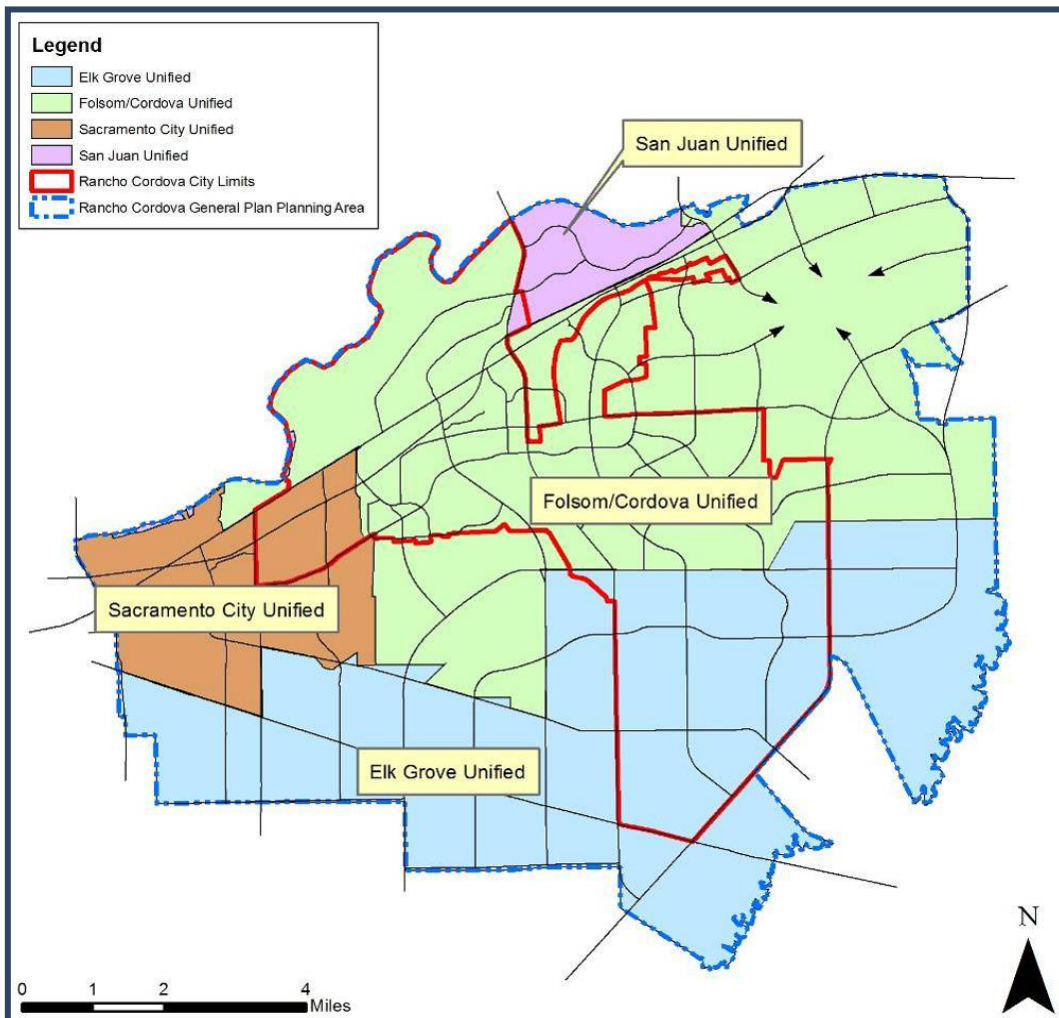 Legend
Elk Grove Unified
Folsom/Cordova Unified
Sacramento City Unified
San Juan Unified
Rancho Cordova City Limits
Rancho Cordova General Plan Planning Area
San Juan Unified
Folsom/Cordova Unified
Sacramento City Unified
Elk Grove Unified
N
0 1 2 4
Miles